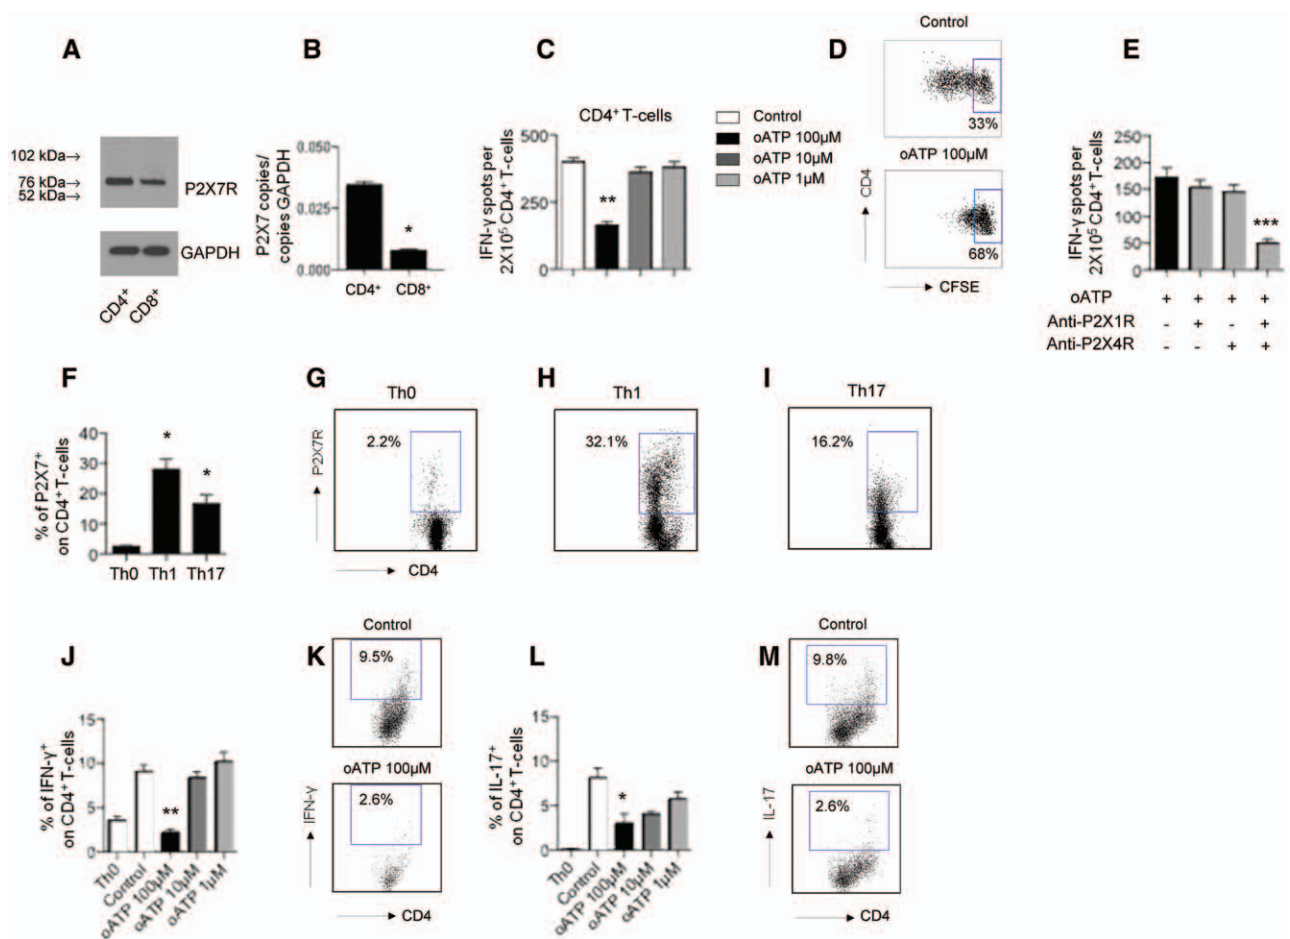 A
102 kDa→
76 kDa→
52 kDa→
P2X7R
GAPDH
CD4⁺
CD8⁺
B
P2X7 copies/
copies GAPDH
0.050
0.025
0.000
CD4⁺ CD8⁺
*
C
CD4⁺ T-cells
IFN-γ spots per
2X10⁵ CD4⁺T-cells
500
250
0
**
Control
oATP 100µM
oATP 10µM
oATP 1µM
D
Control
33%
oATP 100µM
68%
CD4
CFSE
E
IFN-γ spots per
2X10⁵ CD4⁺T-cells
250
200
150
100
50
0
***
oATP + + + +
Anti-P2X1R - + - +
Anti-P2X4R - - + +
F
% of P2X7⁺
on CD4⁺T-cells
40
30
20
10
0
*
*
Th0 Th1 Th17
G
Th0
2.2%
P2X7R
CD4
H
Th1
32.1%
I
Th17
16.2%
J
% of IFN-γ⁺
on CD4⁺T-cells
15
10
5
0
**
Th0
Control
oATP 100µM
oATP 10µM
oATP 1µM
K
Control
9.5%
oATP 100µM
2.6%
IFN-γ
CD4
L
% of IL-17⁺
on CD4⁺T-cells
15
10
5
0
*
Th0
Control
oATP 100µM
oATP 10µM
oATP 1µM
M
Control
9.8%
oATP 100µM
2.6%
IL-17
CD4